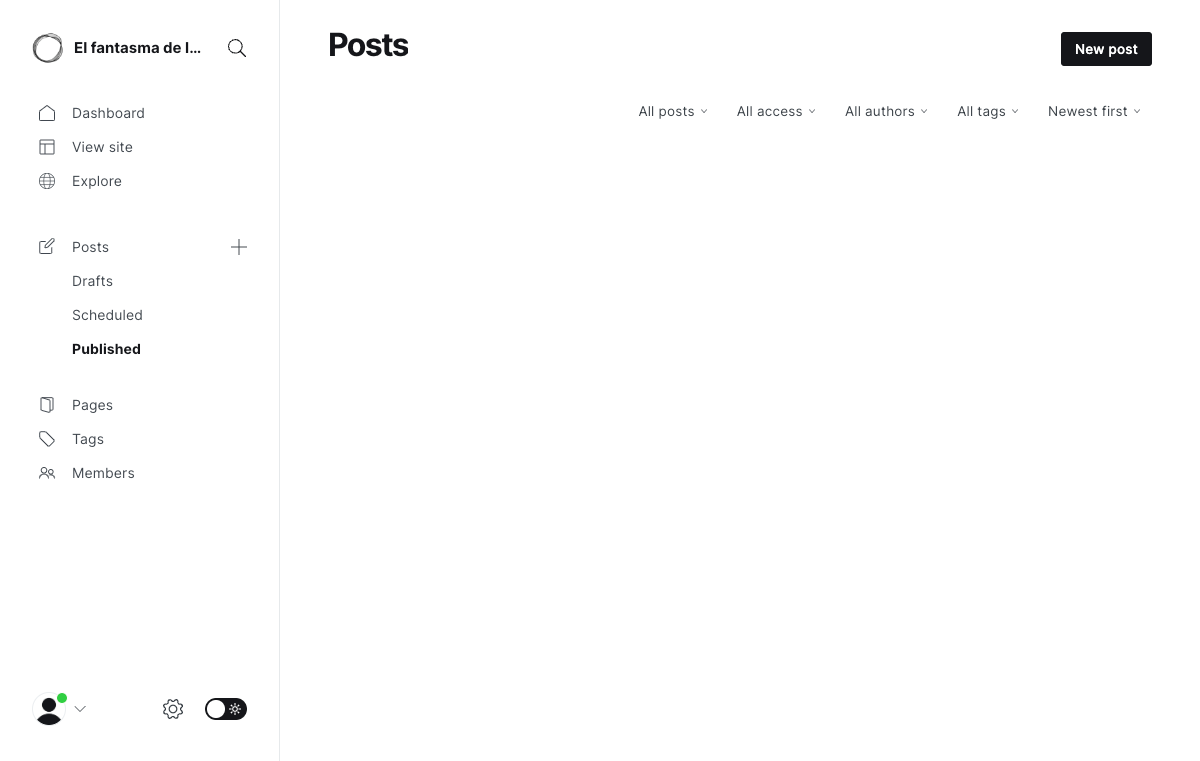 El fantasma de l...
Dashboard
View site
Explore
Posts
Drafts
Scheduled
Published
Pages
Tags
Members
Posts
New post
All posts
All access
All authors
All tags
Newest first